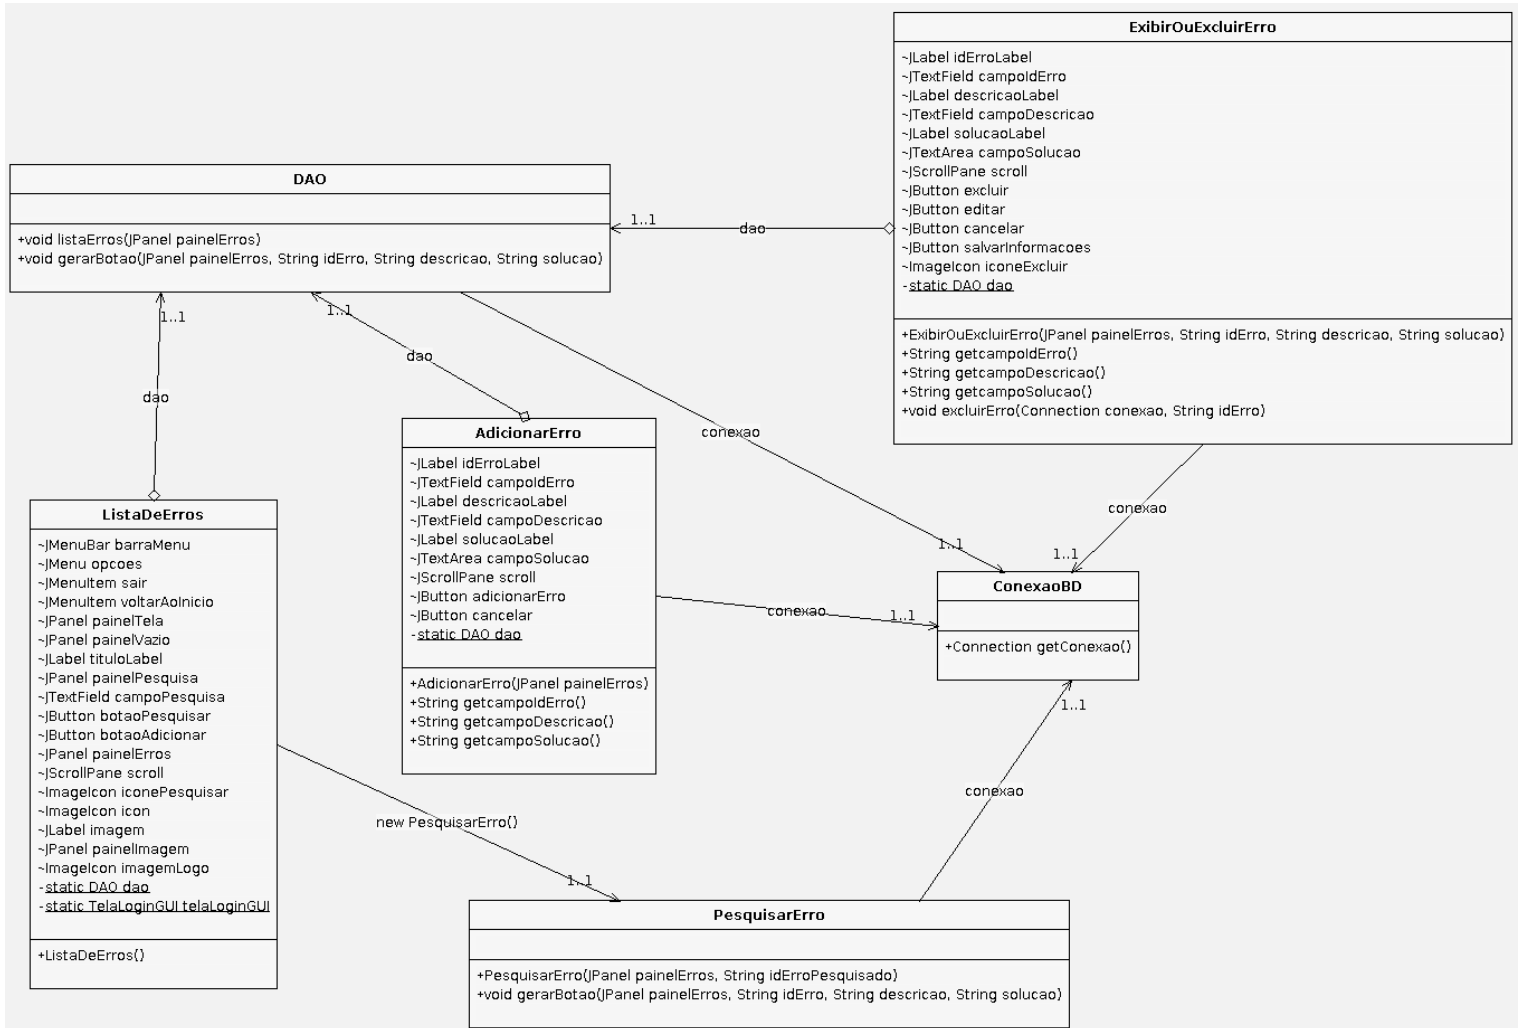 ExibirOuExcluirErro
~JLabel idErroLabel
~JTextField campoIdErro
~JLabel descricaoLabel
~JTextField campoDescricao
~JLabel solucaoLabel
~JTextArea campoSolucao
~JScrollPane scroll
~JButton excluir
~JButton editar
~JButton cancelar
~JButton salvarInformacoes
~ImageIcon iconeExcluir
-static DAO dao
+ExibirOuExcluirErro(JPanel painelErros, String idErro, String descricao, String solucao)
+String getcampoIdErro()
+String getcampoDescricao()
+String getcampoSolucao()
+void excluirErro(Connection conexao, String idErro)
DAO
+void listaErros(JPanel painelErros)
+void gerarBotao(JPanel painelErros, String idErro, String descricao, String solucao)
1..1
dao
1..1
dao
1..1
dao
conexao
1..1
conexao
1..1
AdicionarErro
~JLabel idErroLabel
~JTextField campoIdErro
~JLabel descricaoLabel
~JTextField campoDescricao
~JLabel solucaoLabel
~JTextArea campoSolucao
~JScrollPane scroll
~JButton adicionarErro
~JButton cancelar
-static DAO dao
+AdicionarErro(JPanel painelErros)
+String getcampoIdErro()
+String getcampoDescricao()
+String getcampoSolucao()
conexao
1..1
ConexaoBD
+Connection getConexao()
1..1
conexao
ListaDeErros
~JMenuBar barraMenu
~JMenu opcoes
~JMenuItem sair
~JMenuItem voltarAoInicio
~JPanel painelTela
~JPanel painelVazio
~JLabel tituloLabel
~JPanel painelPesquisa
~JTextField campoPesquisa
~JButton botaoPesquisar
~JButton botaoAdicionar
~JPanel painelErros
~JScrollPane scroll
~ImageIcon iconePesquisar
~ImageIcon icon
~JLabel imagem
~JPanel painelImagem
~ImageIcon imagemLogo
-static DAO dao
-static TelaLoginGUI telaLoginGUI
+ListaDeErros()
new PesquisarErro()
1..1
PesquisarErro
+PesquisarErro(JPanel painelErros, String idErroPesquisado)
+void gerarBotao(JPanel painelErros, String idErro, String descricao, String solucao)